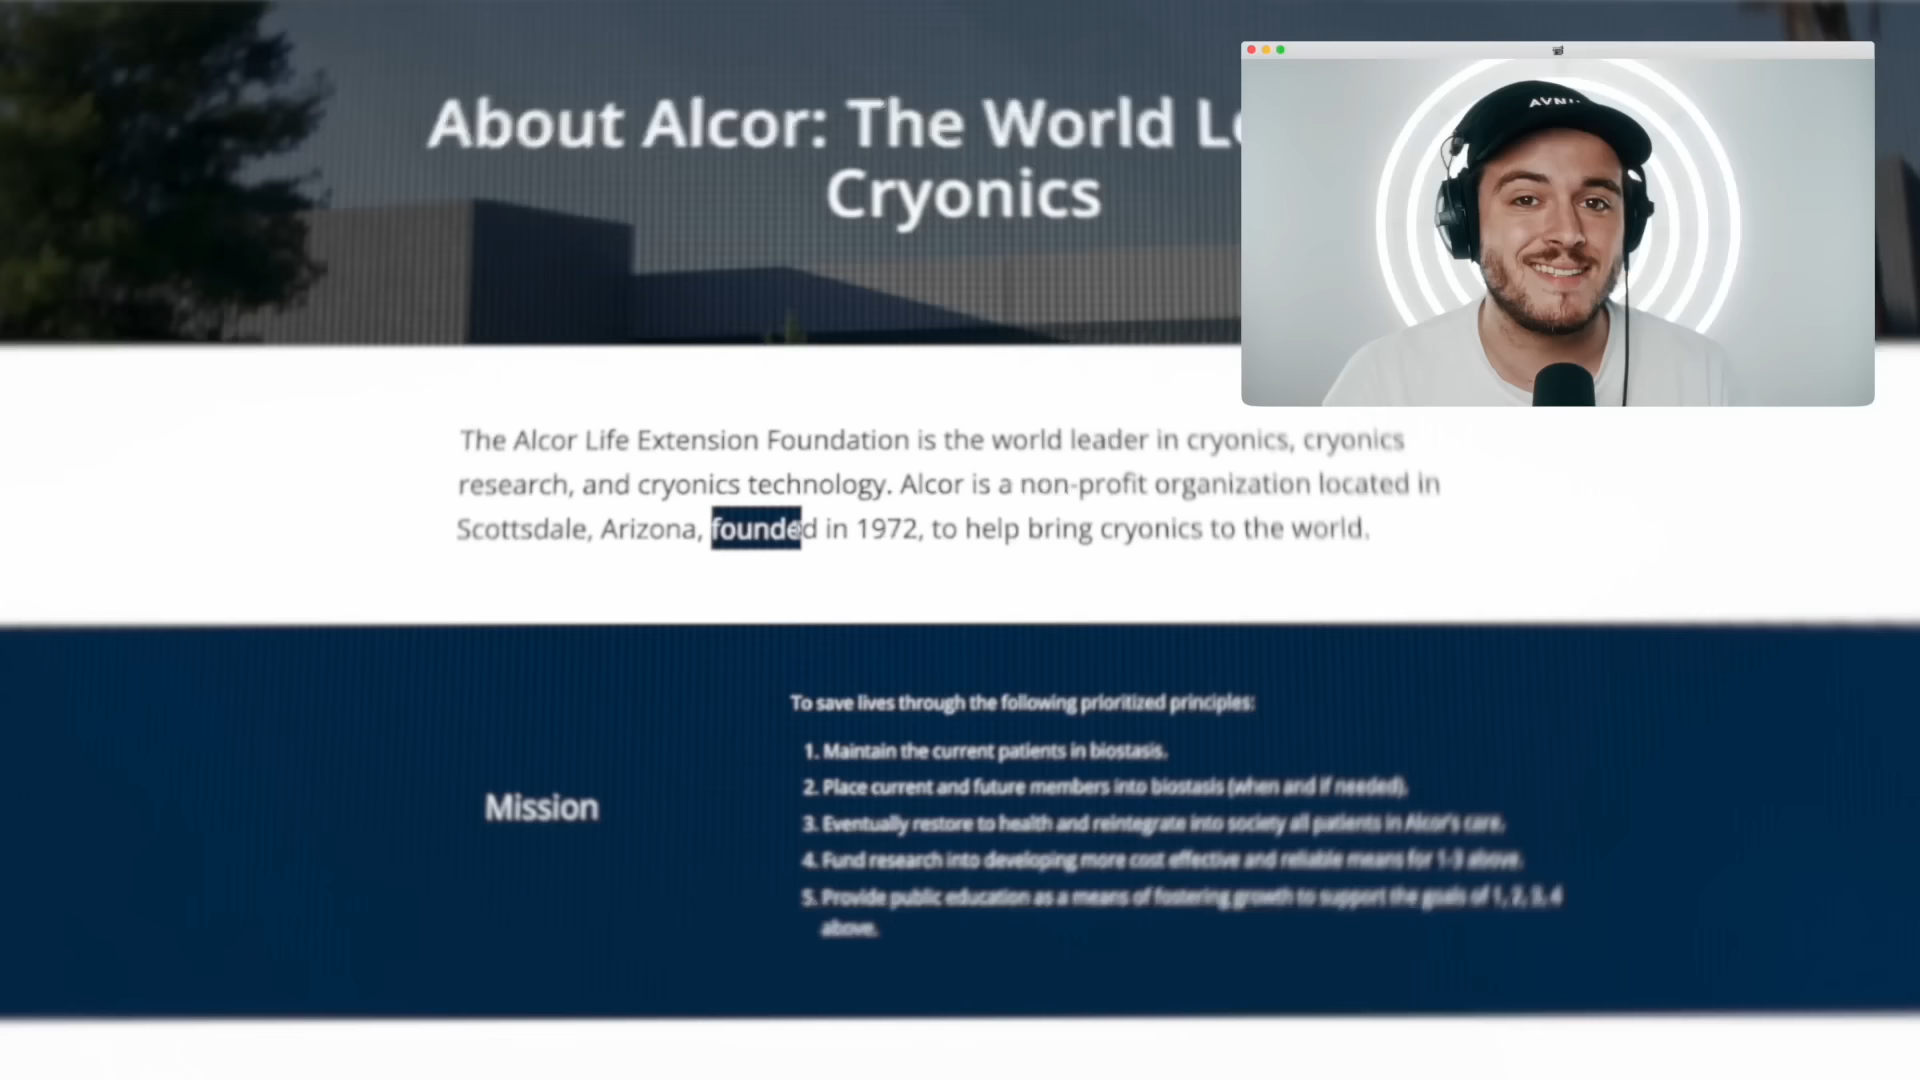 About Alcor: The World
Cryonics
The Alcor Life Extension Foundation is the world leader in cryonics, cryonics
research, and cryonics technology. Alcor is a non-profit organization located in
Scottsdale, Arizona, founded in 1972, to help bring cryonics to the world.
Mission
To save lives through the following prioritized principles:
1. Maintain the current patients in biostasis.
2. Place current and future members into biostasis (when and if needed).
3. Eventually restore to health and reintegrate into society all patients in Alcor's care.
4. Fund research into developing more cost effective and reliable means for 1-3 above.
5. Provide public education as a means of fostering growth to support the goals of 1, 2, 3, 4
above.